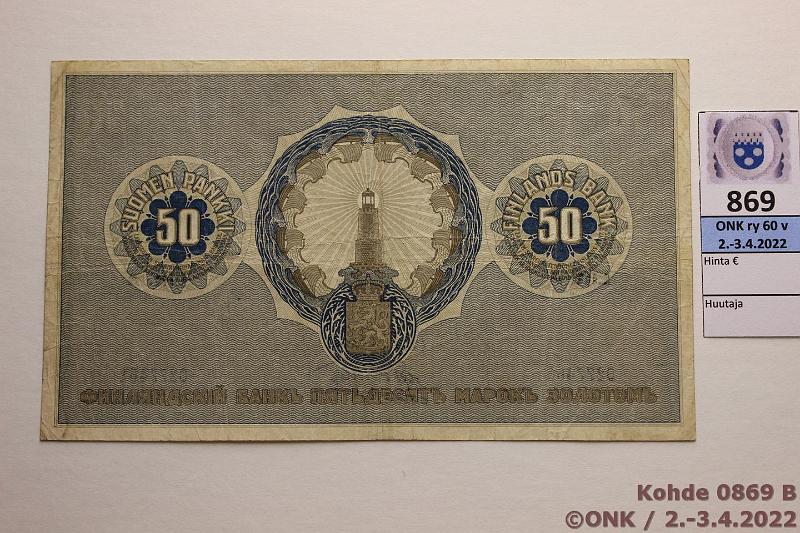 SUOMEN PANKKI
50
FINLANDS BANK
50
ФИНЛЯНДСКІЙ БАНКЪ ПЯТЬДЕСЯТЪ МАРОКЪ ЗОЛОТОМЪ
869
ONK ry 60 v
2.-3.4.2022
Hinta €
Huutaja
Kohde 0869 B
©ONK / 2.-3.4.2022